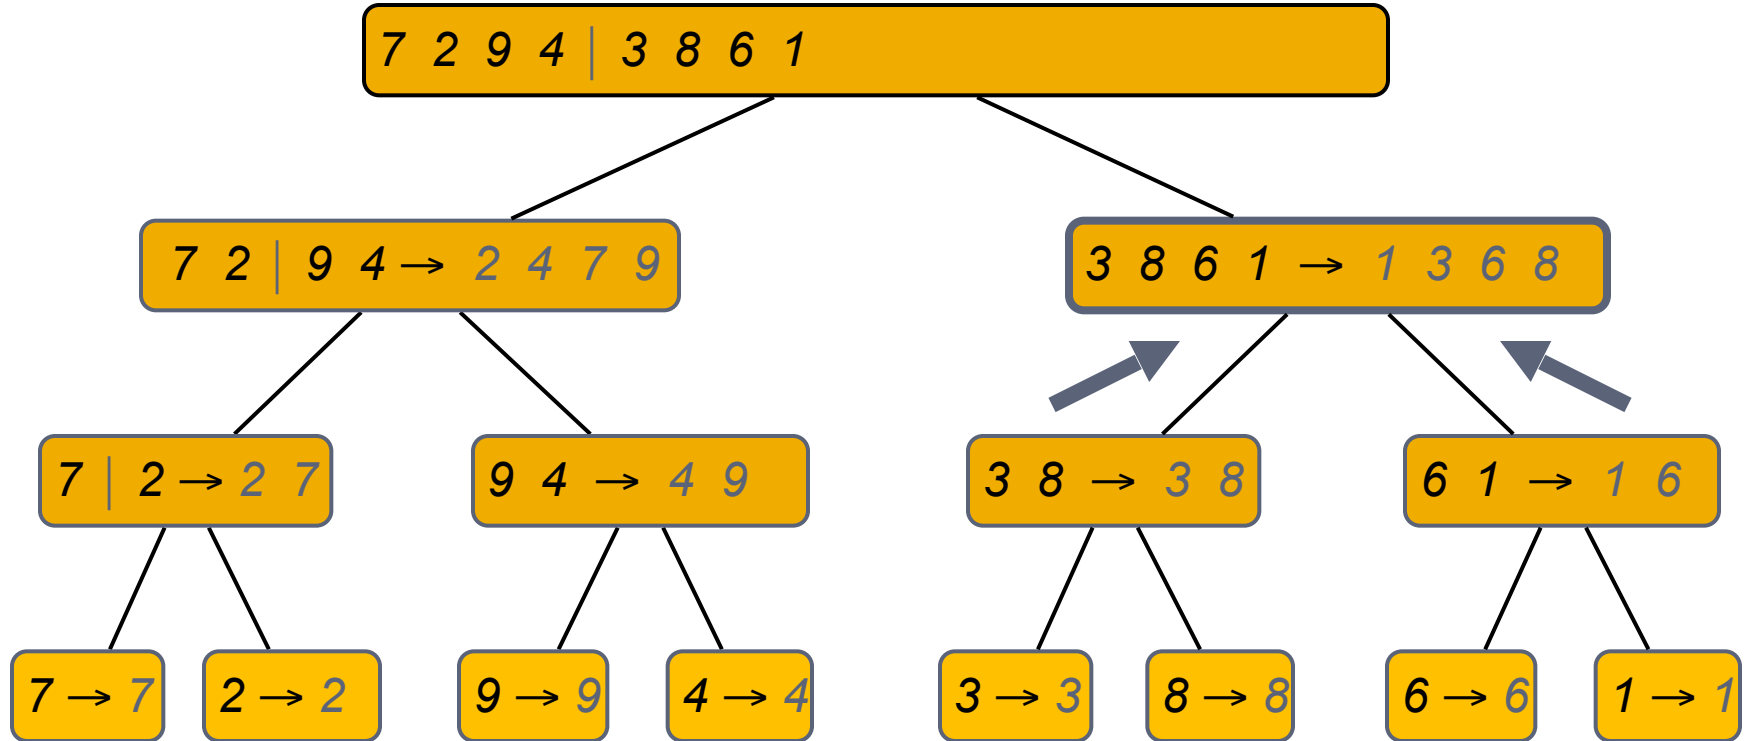 7 2 9 4 | 3 8 6 1
7 2 | 9 4 → 2 4 7 9
3 8 6 1 → 1 3 6 8
7 | 2 → 2 7
9 4 → 4 9
3 8 → 3 8
6 1 → 1 6
7 → 7
2 → 2
9 → 9
4 → 4
3 → 3
8 → 8
6 → 6
1 → 1